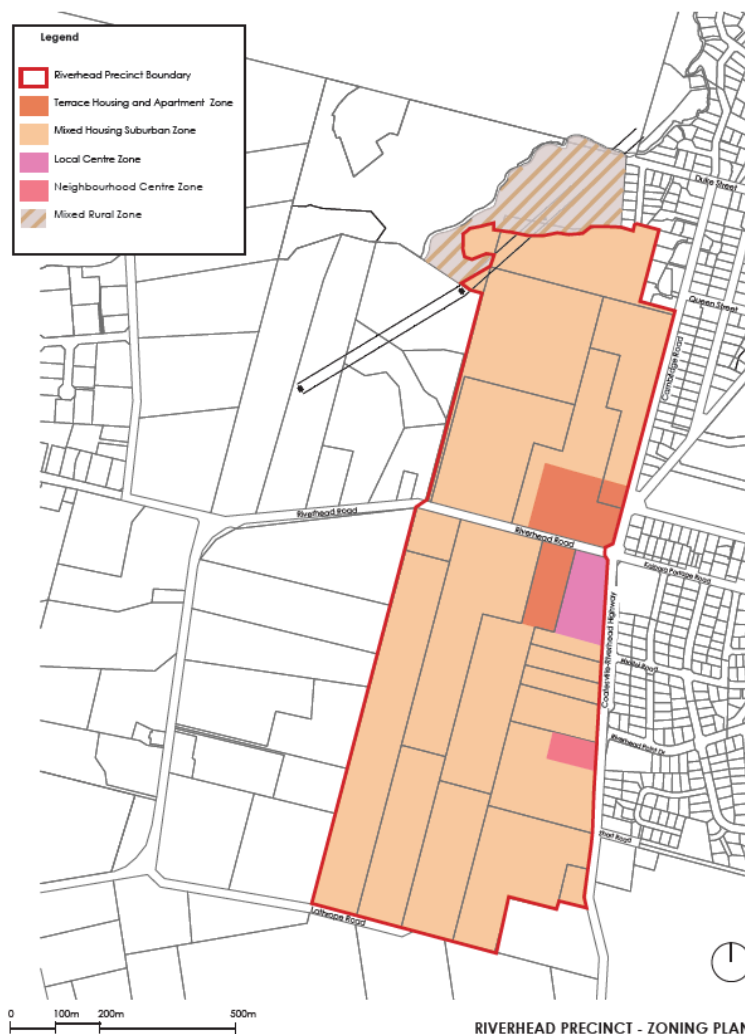 Legend
Riverhead Precinct Boundary
Terrace Housing and Apartment Zone
Mixed Housing Suburban Zone
Local Centre Zone
Neighbourhood Centre Zone
Mixed Rural Zone
Duke Street
Queen Street
Cambridge Road
Riverhead Road
Riverhead Road
Kaipara Portage Road
Coatesville-Riverhead Highway
Riverhead Point Dr
Short Road
Lathrope Road
0 100m 200m 500m
RIVERHEAD PRECINCT - ZONING PLAN